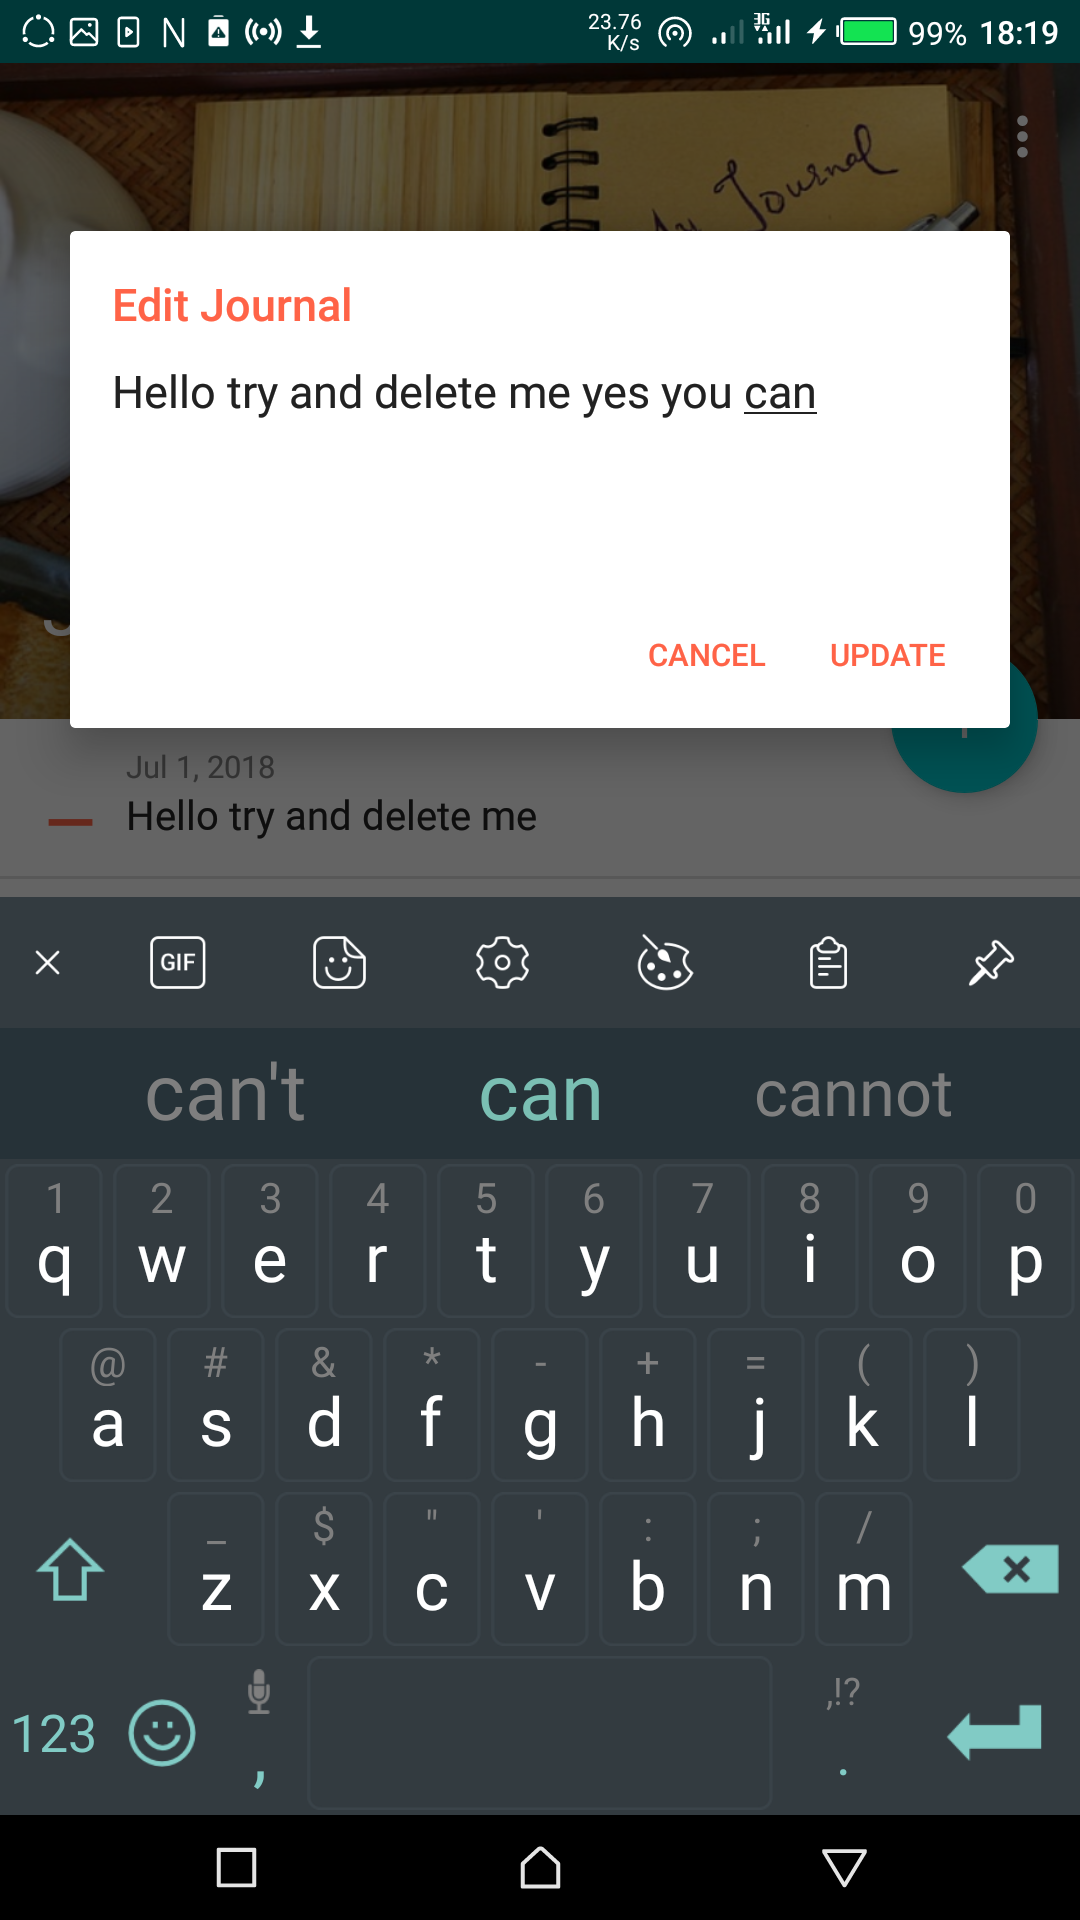 23.76
K/s
3G
99% 18:19
My Journal
Edit Journal
Hello try and delete me yes you can
CANCEL UPDATE
Jul 1, 2018
Hello try and delete me
GIF
can't can cannot
1 2 3 4 5 6 7 8 9 0
q w e r t y u i o p
@ # & * - + = ( )
a s d f g h j k l
_ $ " ' : ; /
z x c v b n m
,!?
123 , .